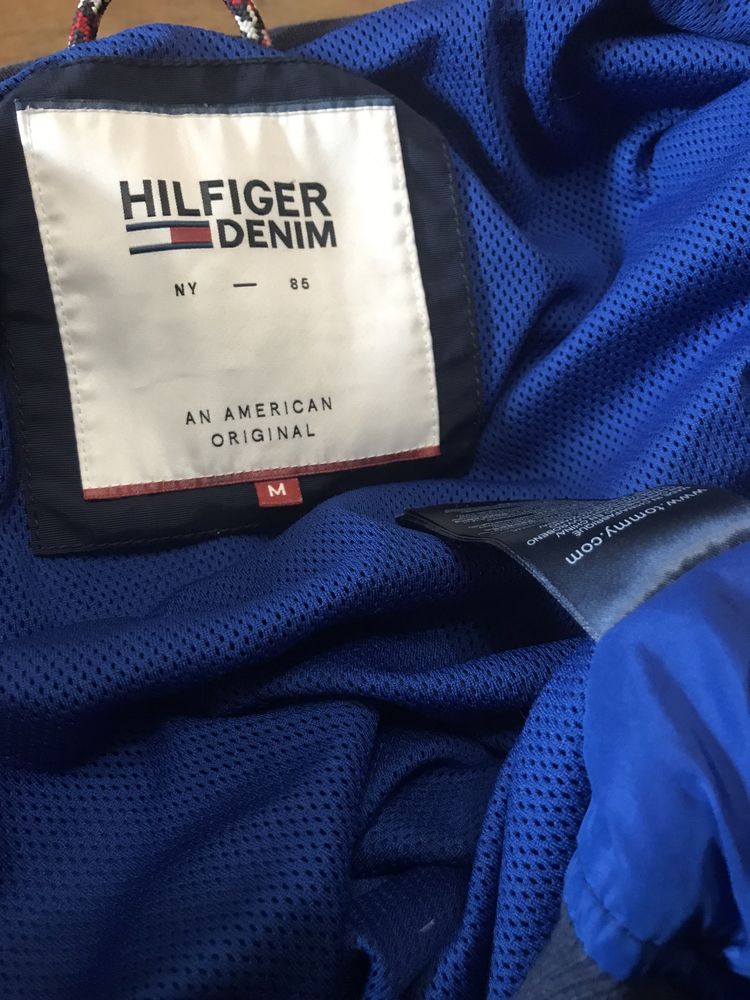 HILFIGER
DENIM
NY — 85
AN AMERICAN
ORIGINAL
M
www.tommy.com